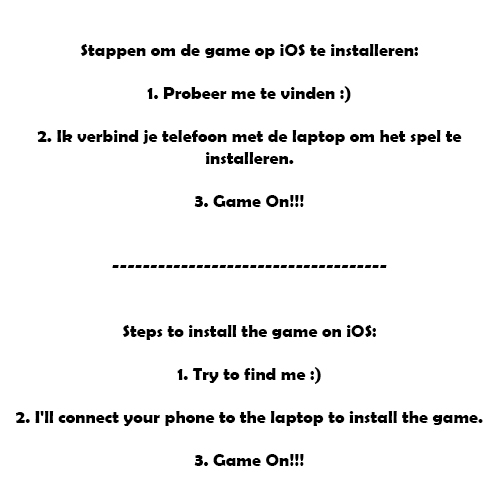 Stappen om de game op iOS te installeren:
1. Probeer me te vinden :)
2. Ik verbind je telefoon met de laptop om het spel te
installeren.
3. Game On!!!
------------------------------------
Steps to install the game on iOS:
1. Try to find me :)
2. I'll connect your phone to the laptop to install the game.
3. Game On!!!